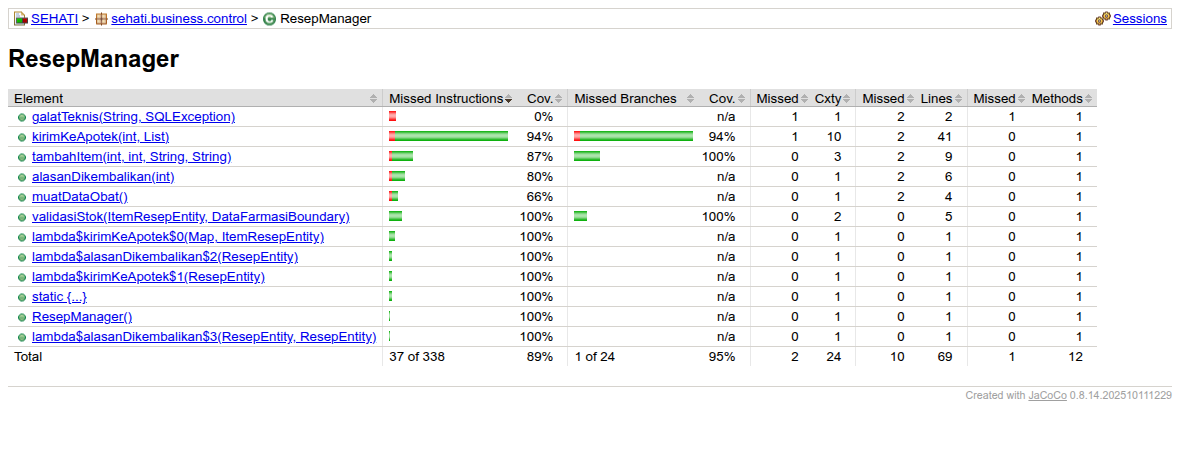 SEHATI > sehati.business.control > ResepManager Sessions
ResepManager
Element Missed Instructions Cov. Missed Branches Cov. Missed Cxty Missed Lines Missed Methods
galatTeknis(String, SQLException) 0% n/a 1 1 2 2 1 1
kirimKeApotek(int, List) 94% 94% 1 10 2 41 0 1
tambahItem(int, int, String, String) 87% 100% 0 3 2 9 0 1
alasanDikembalikan(int) 80% n/a 0 1 2 6 0 1
muatDataObat() 66% n/a 0 1 2 4 0 1
validasiStok(ItemResepEntity, DataFarmasiBoundary) 100% 100% 0 2 0 5 0 1
lambda$kirimKeApotek$0(Map, ItemResepEntity) 100% n/a 0 1 0 1 0 1
lambda$alasanDikembalikan$2(ResepEntity) 100% n/a 0 1 0 1 0 1
lambda$kirimKeApotek$1(ResepEntity) 100% n/a 0 1 0 1 0 1
static {...} 100% n/a 0 1 0 1 0 1
ResepManager() 100% n/a 0 1 0 1 0 1
lambda$alasanDikembalikan$3(ResepEntity, ResepEntity) 100% n/a 0 1 0 1 0 1
Total 37 of 338 89% 1 of 24 95% 2 24 10 69 1 12
Created with JaCoCo 0.8.14.202510111229